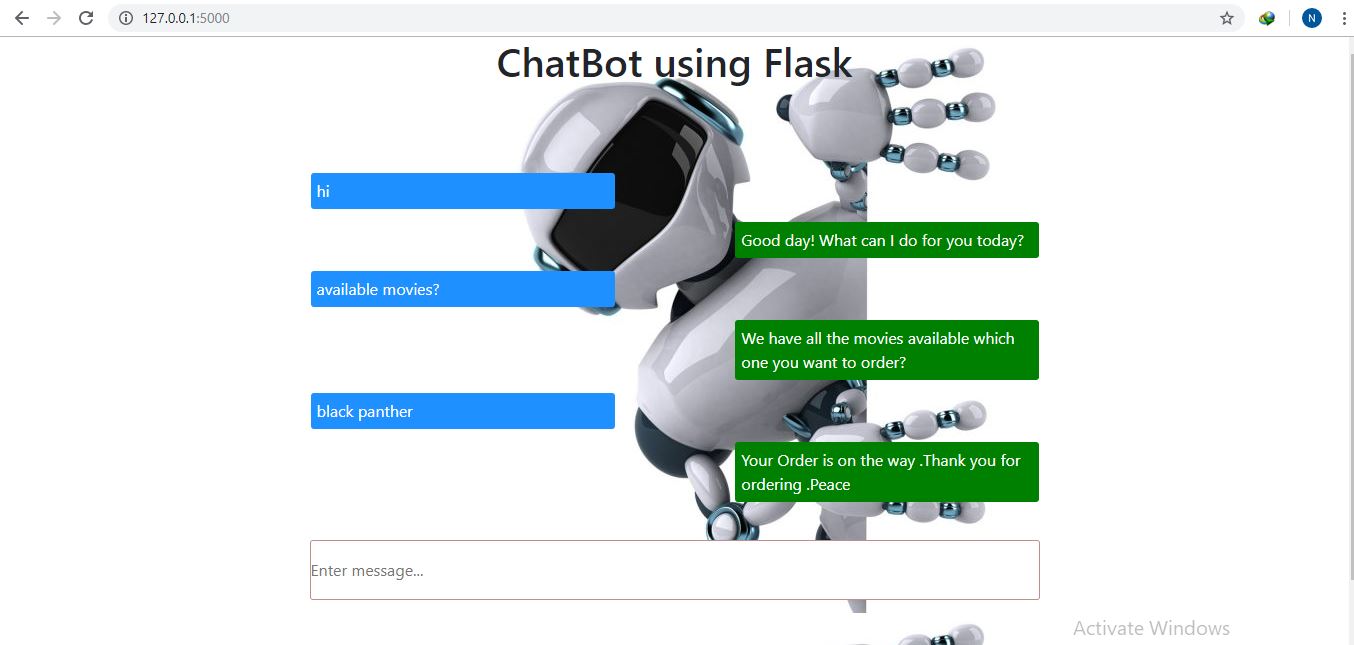 127.0.0.1:5000
N
ChatBot using Flask
hi
Good day! What can I do for you today?
available movies?
We have all the movies available which
one you want to order?
black panther
Your Order is on the way .Thank you for
ordering .Peace
Enter message...
Activate Windows